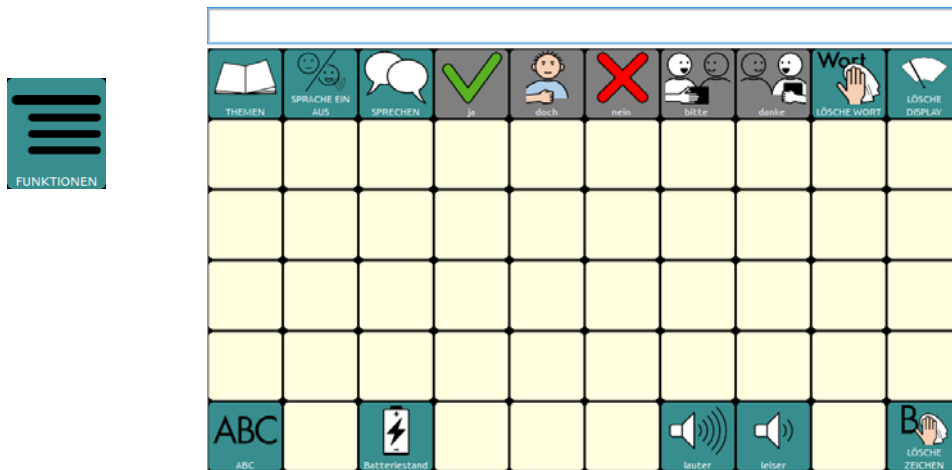 FUNKTIONEN
THEMEN
SPRACHE EIN
AUS
SPRECHEN
ja
doch
nein
bitte
danke
Wort
LÖSCHE WORT
LÖSCHE
DISPLAY
ABC
ABC
Batteriestand
lauter
leiser
B
LÖSCHE
ZEICHEN